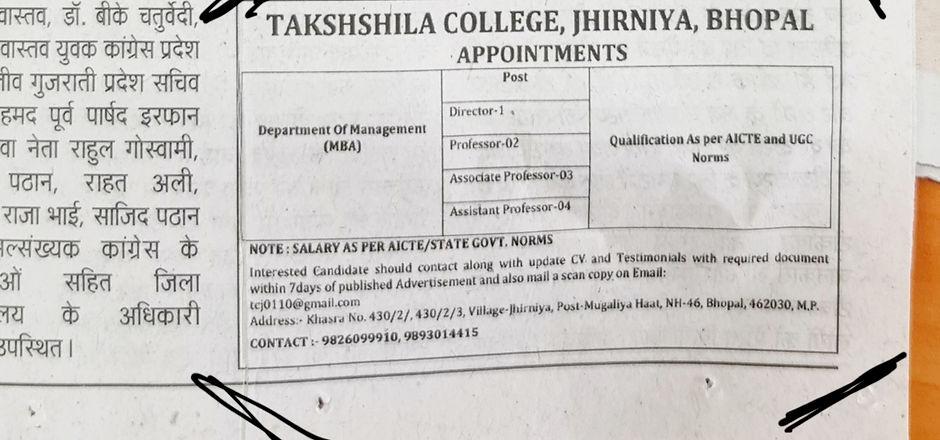 वास्तव, डॉ. बीके चतुर्वेदी,
वास्तव युवक कांग्रेस प्रदेश
गुजराती प्रदेश सचिव
हमद पूर्व पार्षद इरफान
नेता राहुल गोस्वामी,
पठान, राहत अली,
राजा भाई, साजिद पठान
कांग्रेस के
सहित जिला
के अधिकारी
उपस्थित।
TAKSHSHILA COLLEGE, JHIRNIYA, BHOPAL
APPOINTMENTS
Department Of Management
(MBA)
Post
Director-1
Professor-02
Associate Professor-03
Assistant Professor-04
Qualification As per AICTE and UGC
Norms
NOTE : SALARY AS PER AICTE/STATE GOVT. NORMS
Interested Candidate should contact along with update CV and Testimonials with required document
within 7days of published Advertisement and also mail a scan copy on Email:
tcj0110@gmail.com
Address:- Khasra No. 430/2/, 430/2/3, Village-Jhirniya, Post-Mugaliya Haat, NH-46, Bhopal, 462030, M.P.
CONTACT :- 9826099910, 9893014415